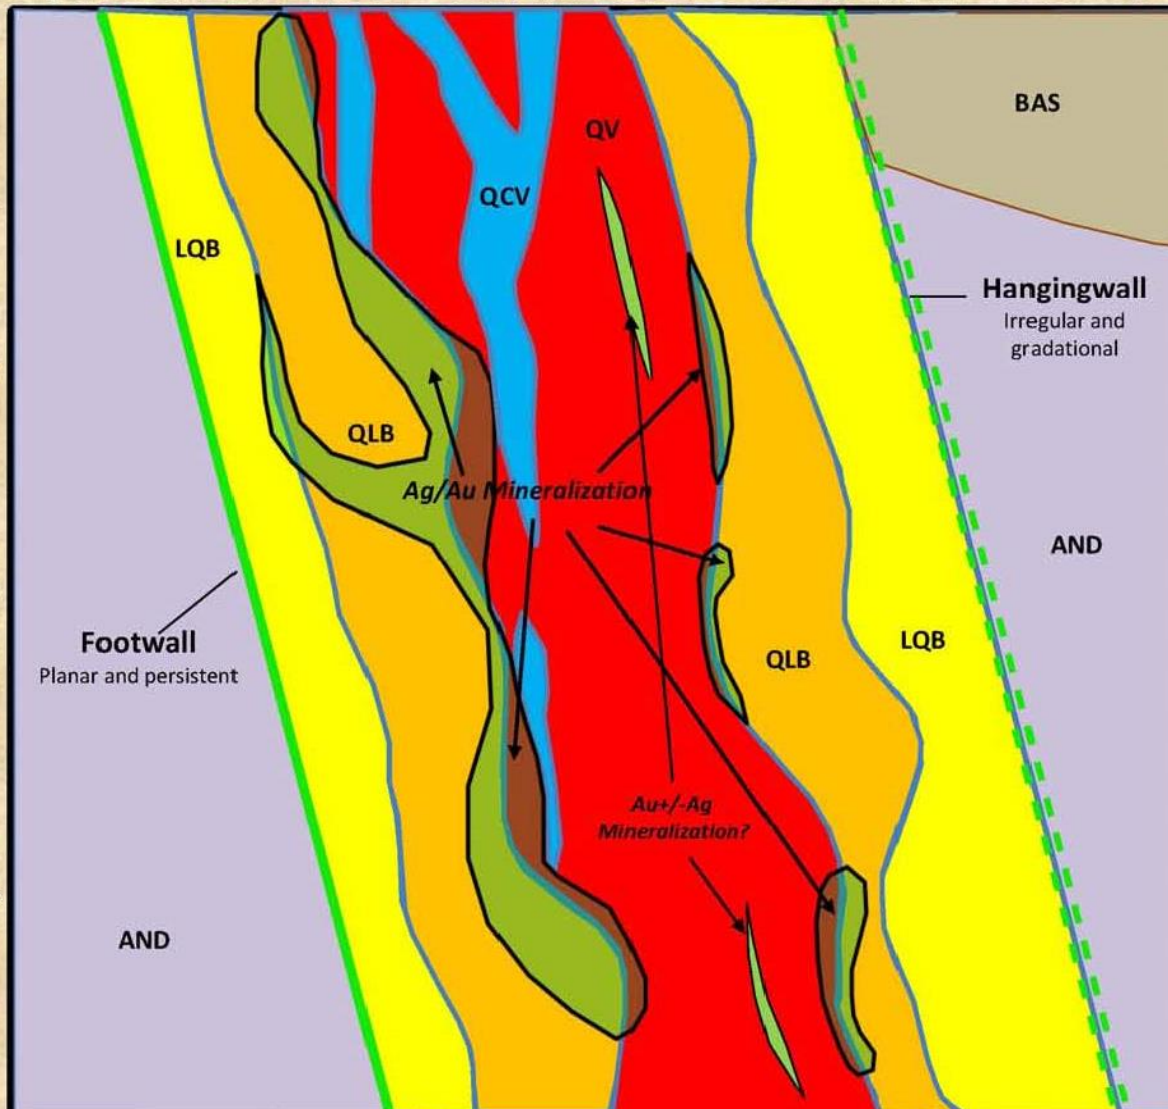 BAS
QV
QCV
LQB
Hangingwall
Irregular and
gradational
QLB
Ag/Au Mineralization
AND
Footwall
Planar and persistent
QLB
LQB
Au+/-Ag
Mineralization?
AND